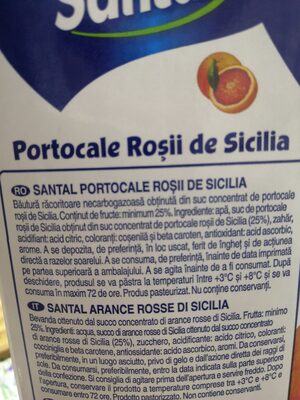 Santal
Portocale Roșii de Sicilia
RO SANTAL PORTOCALE ROȘII DE SICILIA
Băutură răcoritoare necarbogazoasă obținută din suc concentrat de portocale
roșii de Sicilia. Conținut de fructe: minimum 25%. Ingrediente: apă, suc de portocale
roșii de Sicilia obținut din suc concentrat de portocale roșii de Sicilia (25%), zahăr,
acidifiant: acid citric, coloranți: coșenilă și beta caroten, antioxidant: acid ascorbic,
arome. A se depozita, de preferință, în loc uscat, ferit de îngheț și de acțiunea
directă a razelor soarelui. A se consuma, de preferință, înainte de data imprimată
pe partea superioară a ambalajului. A se agita înainte de a fi consumat. După
deschidere, produsul se va păstra la temperaturi între +3°C și +8°C și se va
consuma în maxim 72 de ore. Produs pasteurizat. Nu conține conservanți.
IT SANTAL ARANCE ROSSE DI SICILIA
Bevanda ottenuta dal succo concentrato di arance rosse di Sicilia. Frutta: minimo
25%. Ingredienti: acqua, succo di arance rosse di Sicilia ottenuto dal succo concentrato
di arance rosse di Sicilia (25%), zucchero, acidificante: acido citrico, coloranti:
cocciniglia e beta carotene, antiossidante: acido ascorbico, aromi. Da conservarsi,
preferibilmente, in un luogo asciutto, privo di gelo e dall'azione diretta dei raggi di
sole. Da consumarsi, preferibilmente, entro la data indicata sulla parte superiore
della confezione. Si consiglia di agitare prima dell'apertura e servire freddo. Dopo
l'apertura, conservare il prodotto a temperature comprese tra +3°C e +8°C e
consumare entro 72 ore. Prodotto pastorizzato. Non contiene conservanti.